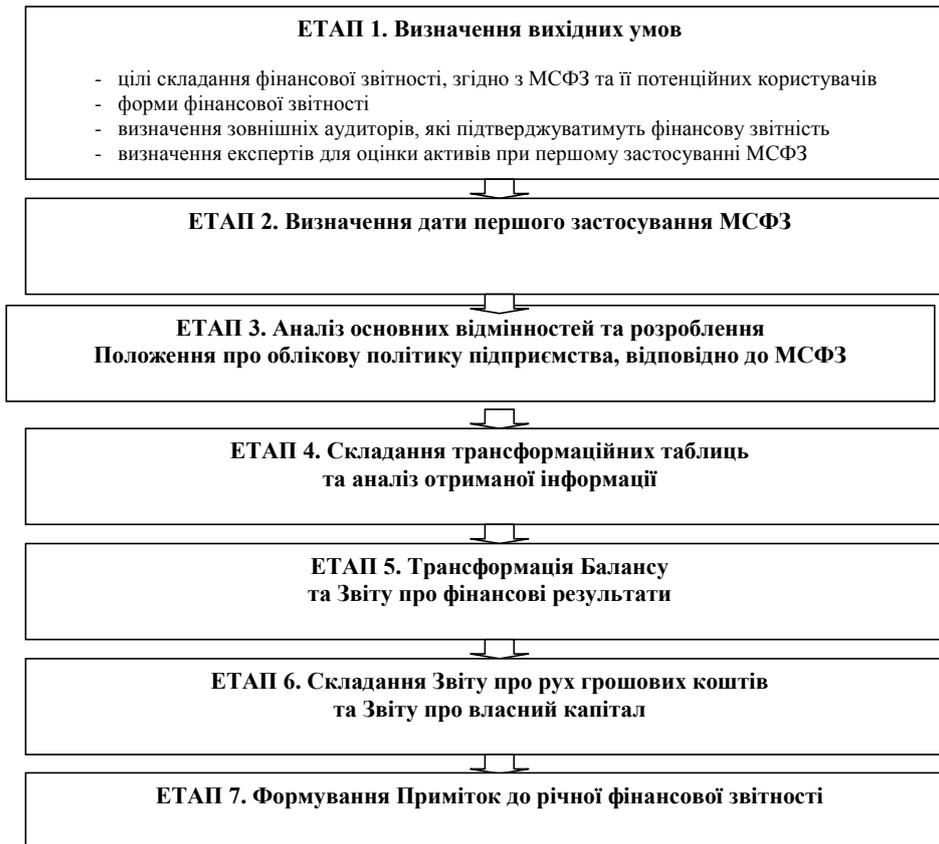 ЕТАП 1. Визначення вихідних умов
- цілі складання фінансової звітності, згідно з МСФЗ та її потенційних користувачів
- форми фінансової звітності
- визначення зовнішніх аудиторів, які підтверджуватимуть фінансову звітність
- визначення експертів для оцінки активів при першому застосуванні МСФЗ
ЕТАП 2. Визначення дати першого застосування МСФЗ
ЕТАП 3. Аналіз основних відмінностей та розроблення
Положення про облікову політику підприємства, відповідно до МСФЗ
ЕТАП 4. Складання трансформаційних таблиць
та аналіз отриманої інформації
ЕТАП 5. Трансформація Балансу
та Звіту про фінансові результати
ЕТАП 6. Складання Звіту про рух грошових коштів
та Звіту про власний капітал
ЕТАП 7. Формування Приміток до річної фінансової звітності